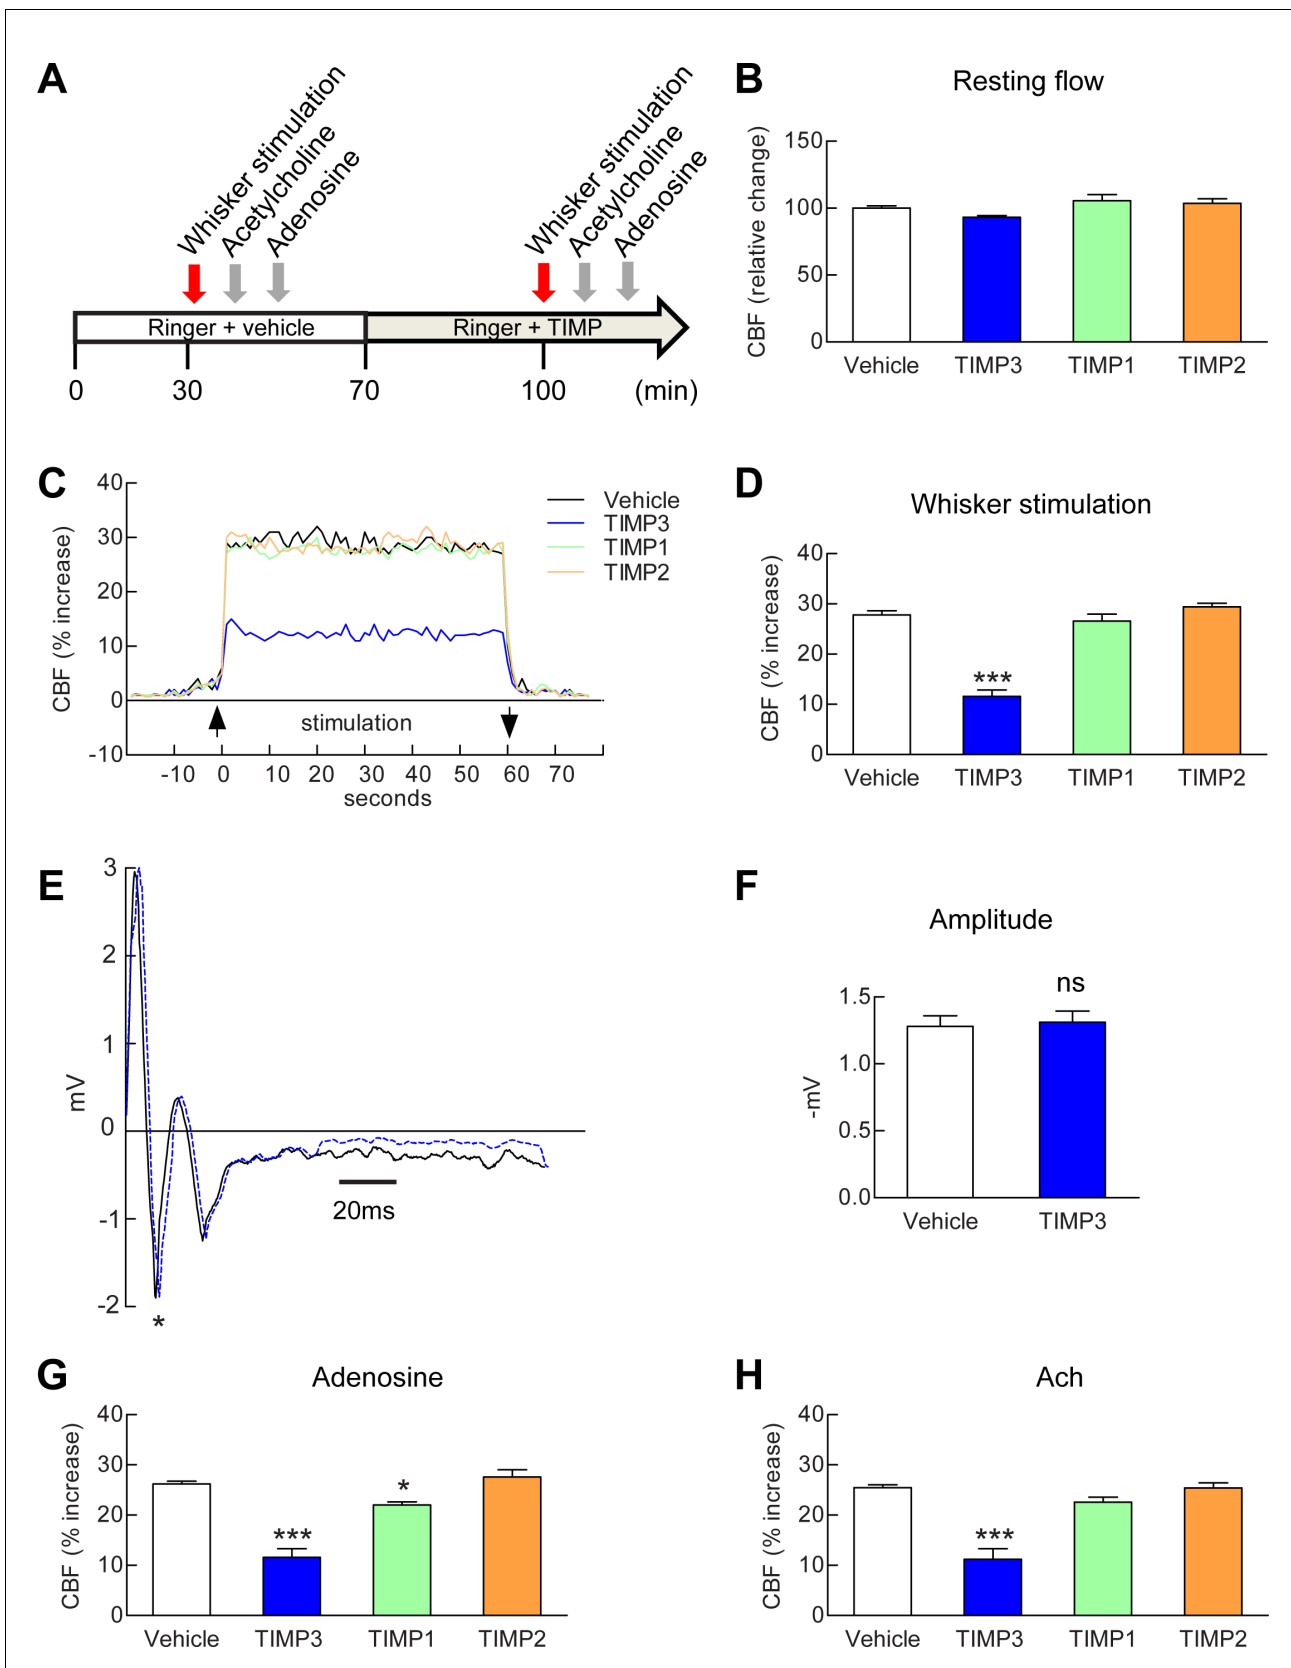 A
Whisker stimulation
Acetylcholine
Adenosine
Whisker stimulation
Acetylcholine
Adenosine
Ringer + vehicle
Ringer + TIMP
0 30 70 100 (min)
B
Resting flow
CBF (relative change)
150
100
50
0
Vehicle TIMP3 TIMP1 TIMP2
C
CBF (% increase)
40
30
20
10
0
-10
Vehicle
TIMP3
TIMP1
TIMP2
stimulation
-10 0 10 20 30 40 50 60 70
seconds
D
Whisker stimulation
CBF (% increase)
40
30
20
10
0
***
Vehicle TIMP3 TIMP1 TIMP2
E
mV
3
2
1
0
-1
-2
20ms
*
F
Amplitude
-mV
1.5
1.0
0.5
0.0
ns
Vehicle TIMP3
G
Adenosine
CBF (% increase)
40
30
20
10
0
***
*
Vehicle TIMP3 TIMP1 TIMP2
H
Ach
CBF (% increase)
40
30
20
10
0
***
Vehicle TIMP3 TIMP1 TIMP2